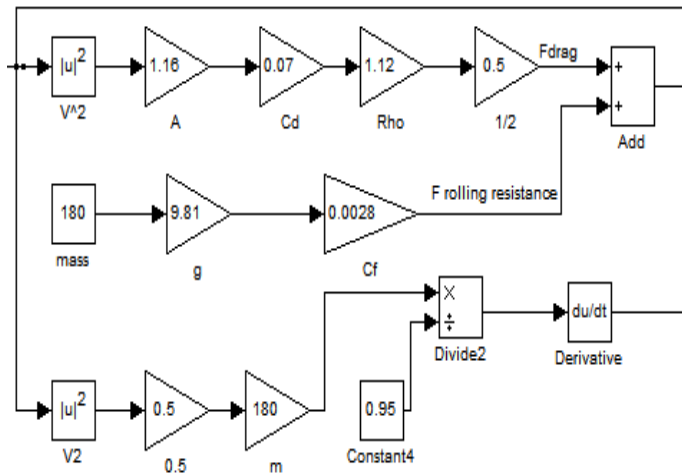 |u|² 1.16 0.07 1.12 0.5 Fdrag + +
V^2 A Cd Rho 1/2 Add
180 9.81 0.0028 F rolling resistance
mass g Cf
× ÷ du/dt
Divide2 Derivative
|u|² 0.5 180 0.95
V2 0.5 m Constant4